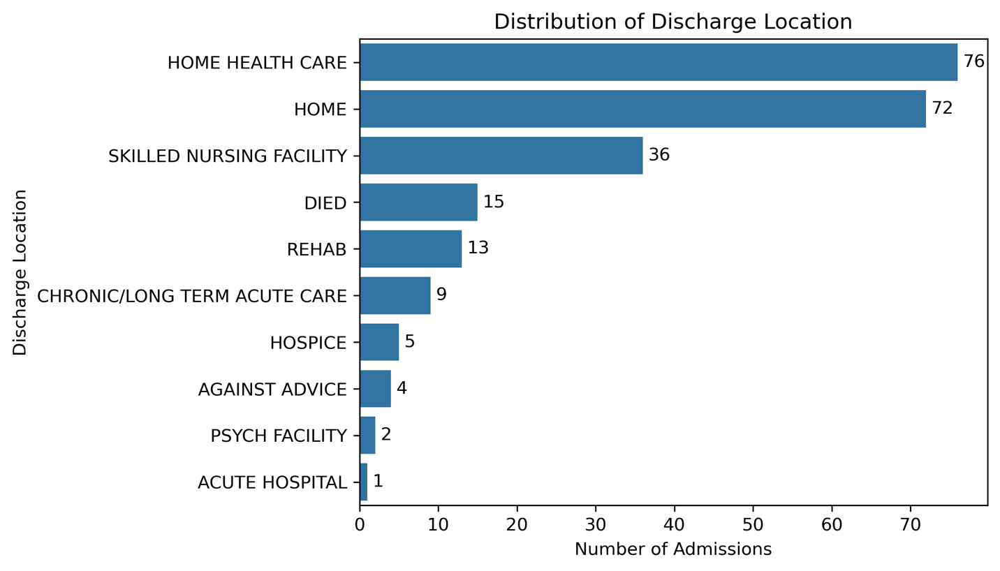 Distribution of Discharge Location
HOME HEALTH CARE
76
HOME
72
SKILLED NURSING FACILITY
36
DIED
15
REHAB
13
CHRONIC/LONG TERM ACUTE CARE
9
HOSPICE
5
AGAINST ADVICE
4
PSYCH FACILITY
2
ACUTE HOSPITAL
1
Discharge Location
0 10 20 30 40 50 60 70
Number of Admissions